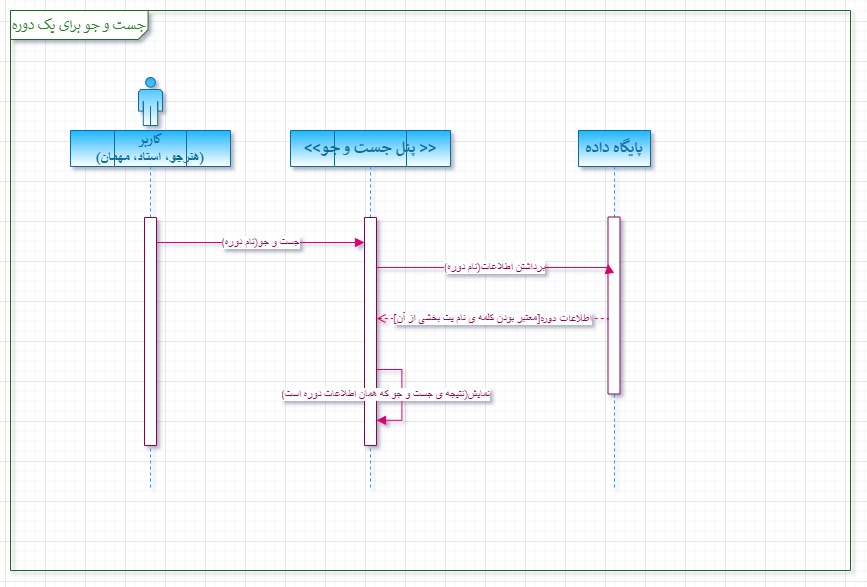 جست و جو برای یک دوره
کاربر
(هنرجو، استاد، مهمان)
<< پنل جست و جو>>
پایگاه داده
جست و جو(نام دوره)
برداشتن اطلاعات(نام دوره)
اطلاعات دوره[معتبر بودن کلمه ی نام یت بخشی از آن]
نمایش(نتیجه ی جست و جو که همان اطلاعات دوره است)